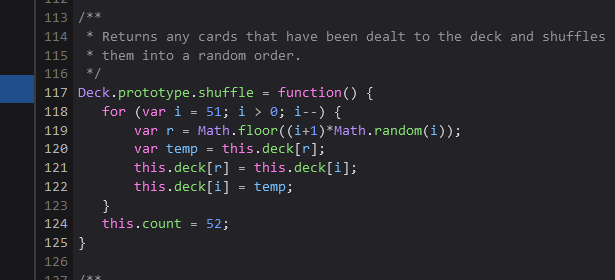 112
113 /**
114  * Returns any cards that have been dealt to the deck and shuffles
115  * them into a random order.
116  */
117 Deck.prototype.shuffle = function() {
118    for (var i = 51; i > 0; i--) {
119        var r = Math.floor((i+1)*Math.random(i));
120        var temp = this.deck[r];
121        this.deck[r] = this.deck[i];
122        this.deck[i] = temp;
123    }
124    this.count = 52;
125 }
126
127 /**